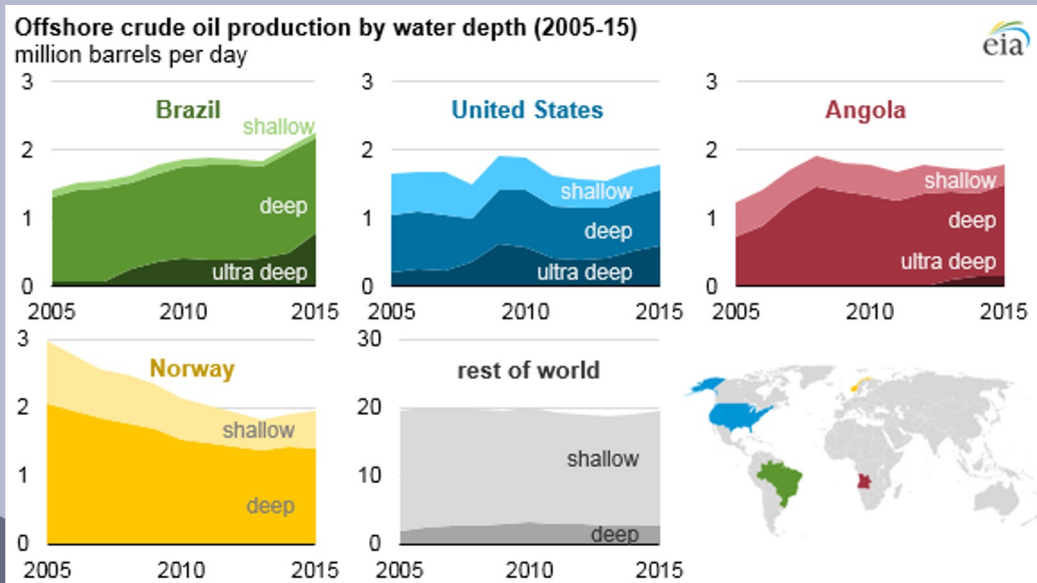 Offshore crude oil production by water depth (2005-15)
million barrels per day
eia
3
2
1
0
Brazil
shallow
deep
ultra deep
2005
2010
2015
3
2
1
0
United States
shallow
deep
ultra deep
2005
2010
2015
3
2
1
0
Angola
shallow
deep
ultra deep
2005
2010
2015
3
2
1
0
Norway
shallow
deep
2005
2010
2015
30
20
10
0
rest of world
shallow
deep
2005
2010
2015